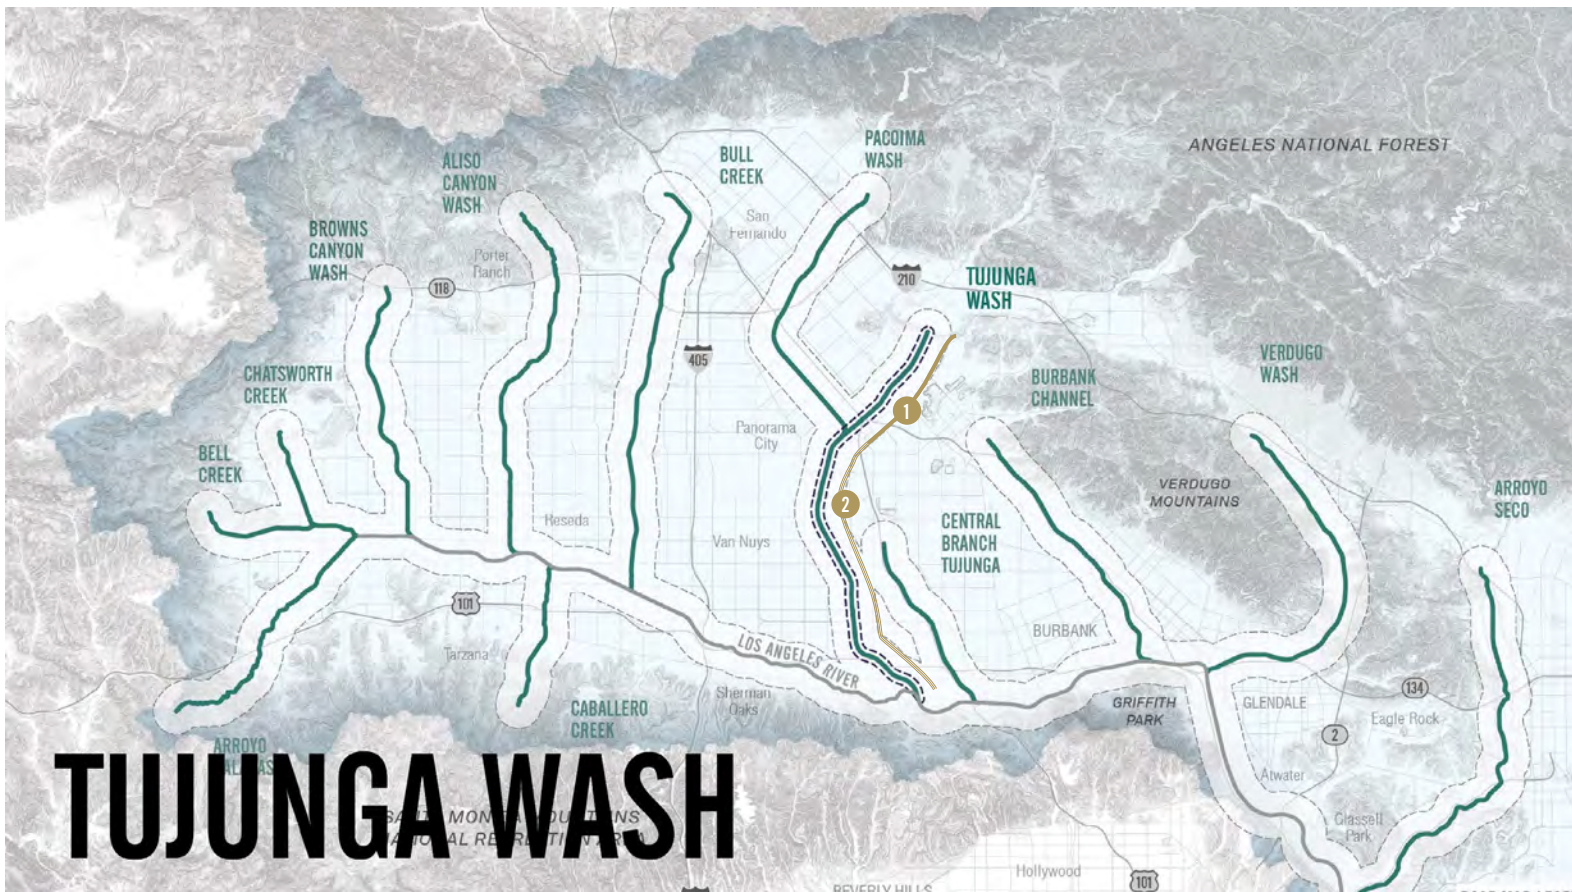 ANGELES NATIONAL FOREST
PACOIMA
WASH
BULL
CREEK
ALISO
CANYON
WASH
San
Fernando
BROWNS
CANYON
WASH
Porter
Ranch
118
210
TUJUNGA
WASH
405
CHATSWORTH
CREEK
BURBANK
CHANNEL
VERDUGO
WASH
1
Panorama
City
BELL
CREEK
VERDUGO
MOUNTAINS
ARROYO
SECO
2
Reseda
Van Nuys
CENTRAL
BRANCH
TUJUNGA
101
BURBANK
Tarzana
LOS ANGELES RIVER
Sherman
Oaks
CABALLERO
CREEK
GRIFFITH
PARK
GLENDALE
134
Eagle Rock
2
ARROYO
Atwater
TUJUNGA WASH
Glassell
Park
Hollywood
101
BEVERLY HILLS